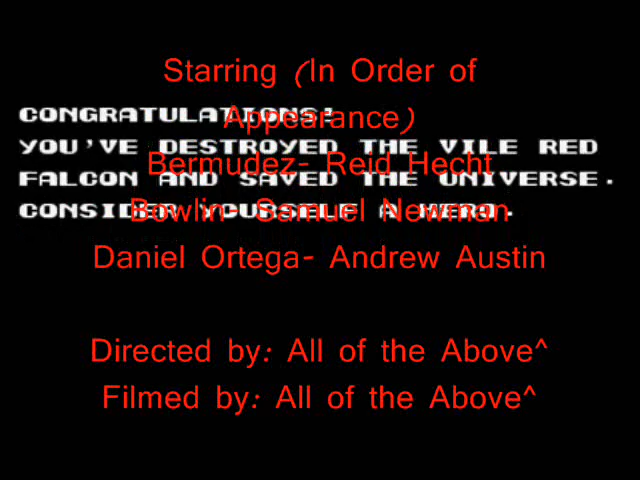 Starring (In Order of
CONGRATULATIONS!
Appearance)
YOU'VE DESTROYED THE VILE RED
Bermudez- Reid Hecht
FALCON AND SAVED THE UNIVERSE.
CONSIDER YOURSELF A HERO.
Bowlin- Samuel Newman
Daniel Ortega- Andrew Austin
Directed by: All of the Above^
Filmed by: All of the Above^